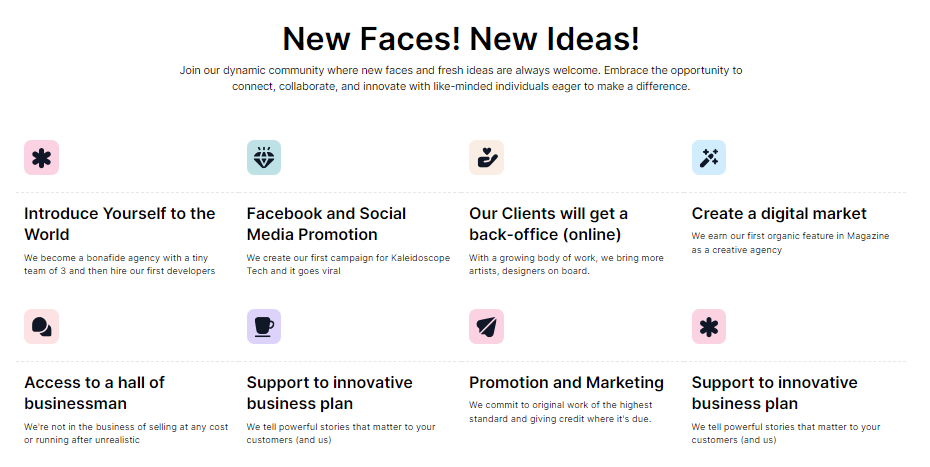 New Faces! New Ideas!
Join our dynamic community where new faces and fresh ideas are always welcome. Embrace the opportunity to
connect, collaborate, and innovate with like-minded individuals eager to make a difference.
Introduce Yourself to the
World
We become a bonafide agency with a tiny
team of 3 and then hire our first developers
Facebook and Social
Media Promotion
We create our first campaign for Kaleidoscope
Tech and it goes viral
Our Clients will get a
back-office (online)
With a growing body of work, we bring more
artists, designers on board.
Create a digital market
We earn our first organic feature in Magazine
as a creative agency
Access to a hall of
businessman
We're not in the business of selling at any cost
or running after unrealistic
Support to innovative
business plan
We tell powerful stories that matter to your
customers (and us)
Promotion and Marketing
We commit to original work of the highest
standard and giving credit where it's due.
Support to innovative
business plan
We tell powerful stories that matter to your
customers (and us)